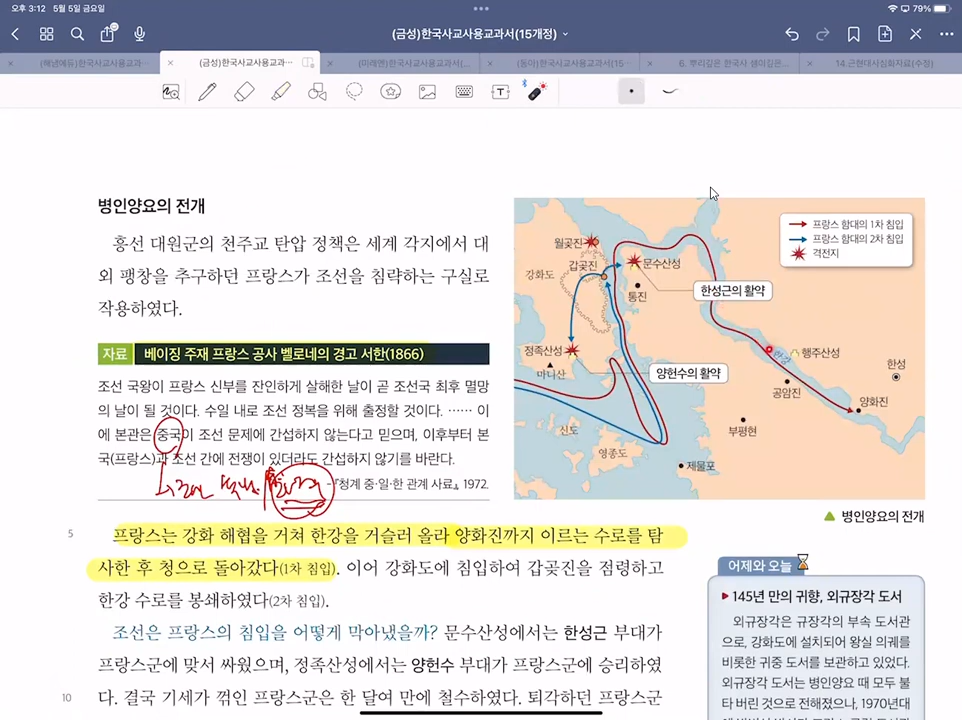 오후 3:12 5월 5일 금요일
79%
(금성)한국사교사용교과서(15개정)
(해냄에듀)한국사교사용교과…
(금성)한국사교사용교과…
(미래엔)한국사교사용교과서(…
(동아)한국사교사용교과서(15…
6. 뿌리깊은 한국사 샘이깊은…
14 근현대사심화자료(수정)
병인양요의 전개
흥선 대원군의 천주교 탄압 정책은 세계 각지에서 대
외 팽창을 추구하던 프랑스가 조선을 침략하는 구실로
작용하였다.
자료 베이징 주재 프랑스 공사 벨로네의 경고 서한(1866)
조선 국왕이 프랑스 신부를 잔인하게 살해한 날이 곧 조선국 최후 멸망
의 날이 될 것이다. 수일 내로 조선 정복을 위해 출정할 것이다. …… 이
에 본관은 중국이 조선 문제에 간섭하지 않는다고 믿으며, 이후부터 본
국(프랑스)과 조선 간에 전쟁이 있더라도 간섭하지 않기를 바란다.
-『청계 중·일·한 관계 사료』, 1972.
프랑스 함대의 1차 침입
프랑스 함대의 2차 침입
격전지
월곶진
갑곶진
문수산성
강화도
통진
한성근의 활약
정족산성
마니산
양헌수의 활약
한강
행주산성
한성
공암진
양화진
신도
부평현
영종도
제물포
▲ 병인양요의 전개
5
프랑스는 강화 해협을 거쳐 한강을 거슬러 올라 양화진까지 이르는 수로를 탐
사한 후 청으로 돌아갔다(1차 침입). 이어 강화도에 침입하여 갑곶진을 점령하고
한강 수로를 봉쇄하였다(2차 침입).
조선은 프랑스의 침입을 어떻게 막아냈을까? 문수산성에서는 한성근 부대가
프랑스군에 맞서 싸웠으며, 정족산성에서는 양헌수 부대가 프랑스군에 승리하였
10
다. 결국 기세가 꺾인 프랑스군은 한 달여 만에 철수하였다. 퇴각하던 프랑스군
어제와 오늘
▶ 145년 만의 귀향, 외규장각 도서
외규장각은 규장각의 부속 도서관
으로, 강화도에 설치되어 왕실 의궤를
비롯한 귀중 도서를 보관하고 있었다.
외규장각 도서는 병인양요 때 모두 불
타 버린 것으로 전해졌으나, 1970년대